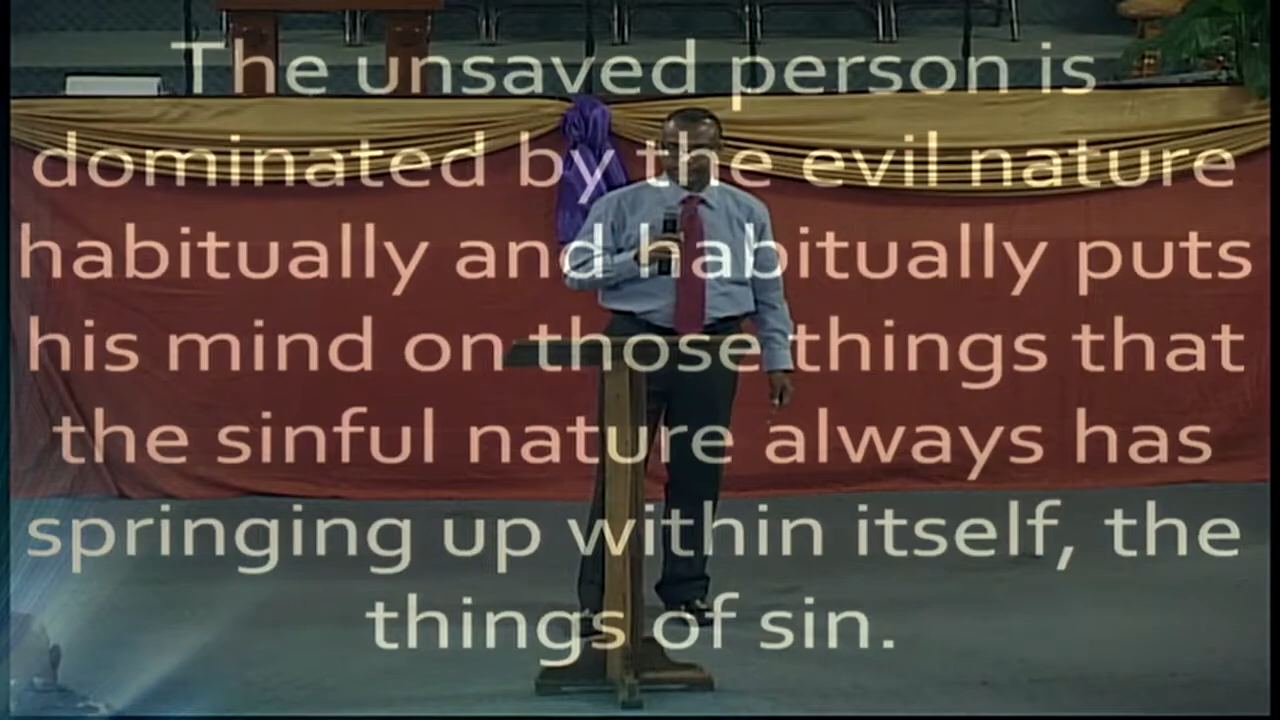 The unsaved person is
dominated by the evil nature
habitually and habitually puts
his mind on those things that
the sinful nature always has
springing up within itself, the
things of sin.